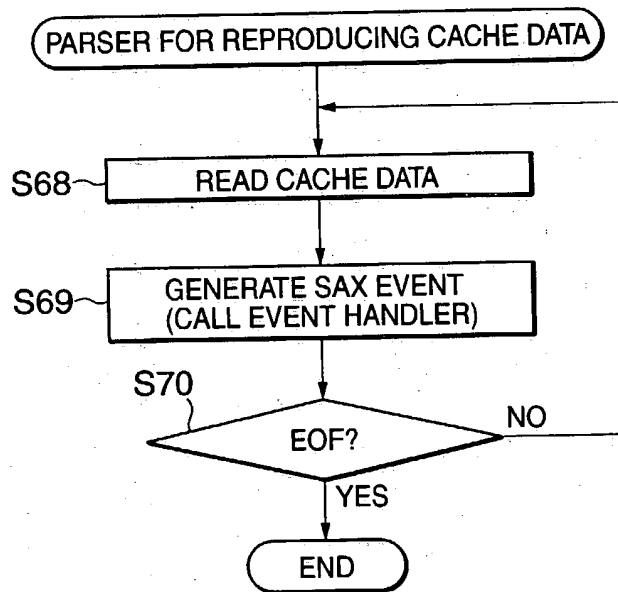 PARSER FOR REPRODUCING CACHE DATA
S68
READ CACHE DATA
S69
GENERATE SAX EVENT
(CALL EVENT HANDLER)
S70
EOF?
NO
YES
END